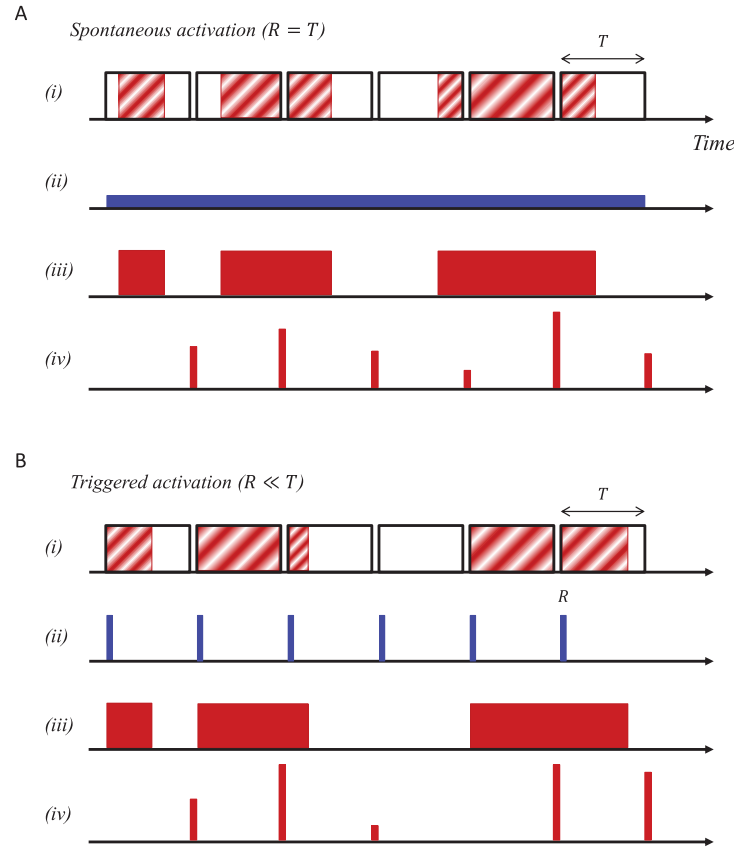 A
Spontaneous activation (R = T)
T
(i)
Time
(ii)
(iii)
(iv)
B
Triggered activation (R ≪ T)
T
(i)
R
(ii)
(iii)
(iv)